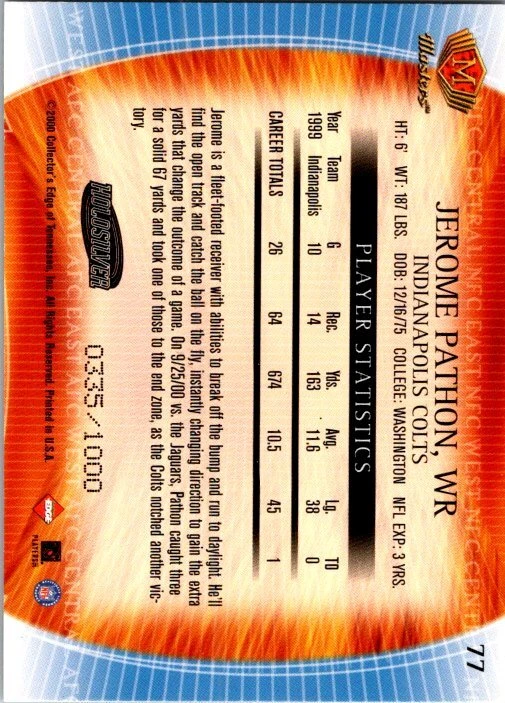 77
M
Masters™
JEROME PATHON, WR
INDIANAPOLIS COLTS
HT: 6' WT: 187 LBS. DOB: 12/16/75 COLLEGE: WASHINGTON NFL EXP: 3 YRS.
PLAYER STATISTICS
Year Team G Rec. Yds. Avg. Lg. TD
1999 Indianapolis 10 14 163 11.6 38 0
CAREER TOTALS 26 64 674 10.5 45 1
Jerome is a fleet-footed receiver with abilities to break off the bump and run to daylight. He'll
find the open track and catch the ball on the fly, instantly changing direction to gain the extra
yards that change the outcome of a game. On 9/25/00 vs. the Jaguars, Pathon caught three
for a solid 67 yards and took one of those to the end zone, as the Colts notched another vic-
tory.
HOLOSILVER
0335/1000
©2000 Collector's Edge of Tennessee, Inc. All Rights Reserved. Printed in U.S.A.
EDGE
PLAYERS
NFL